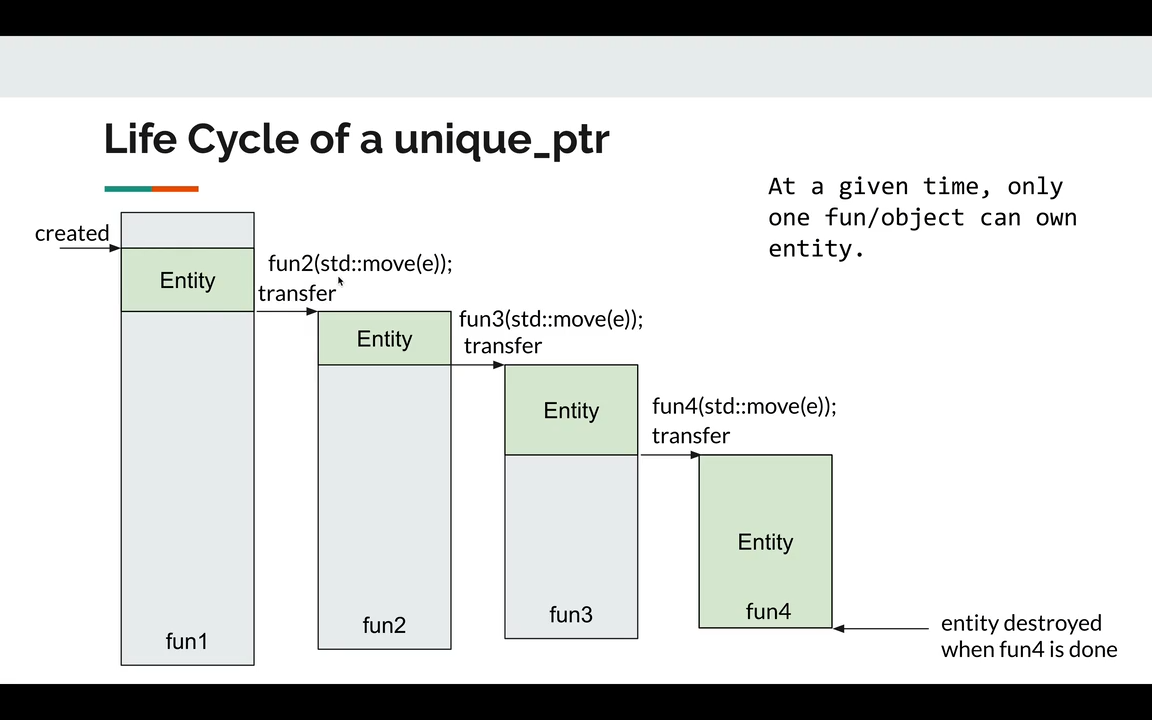 Life Cycle of a unique_ptr
At a given time, only
one fun/object can own
entity.
created
Entity
fun2(std::move(e));
transfer
Entity
fun3(std::move(e));
transfer
Entity
fun4(std::move(e));
transfer
Entity
fun1
fun2
fun3
fun4
entity destroyed
when fun4 is done